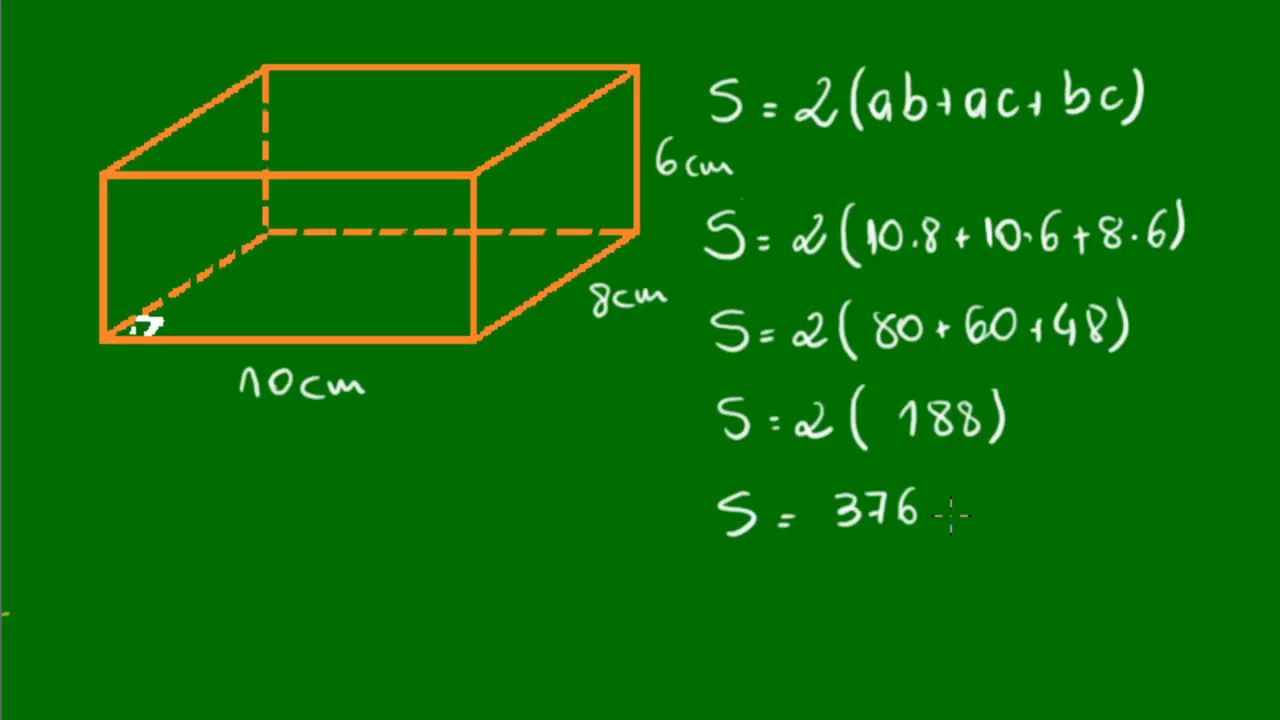 S = 2(ab+ac+bc)
6cm
S = 2(10.8+10.6+8.6)
8cm
S = 2(80+60+48)
10cm
S = 2(188)
S = 376